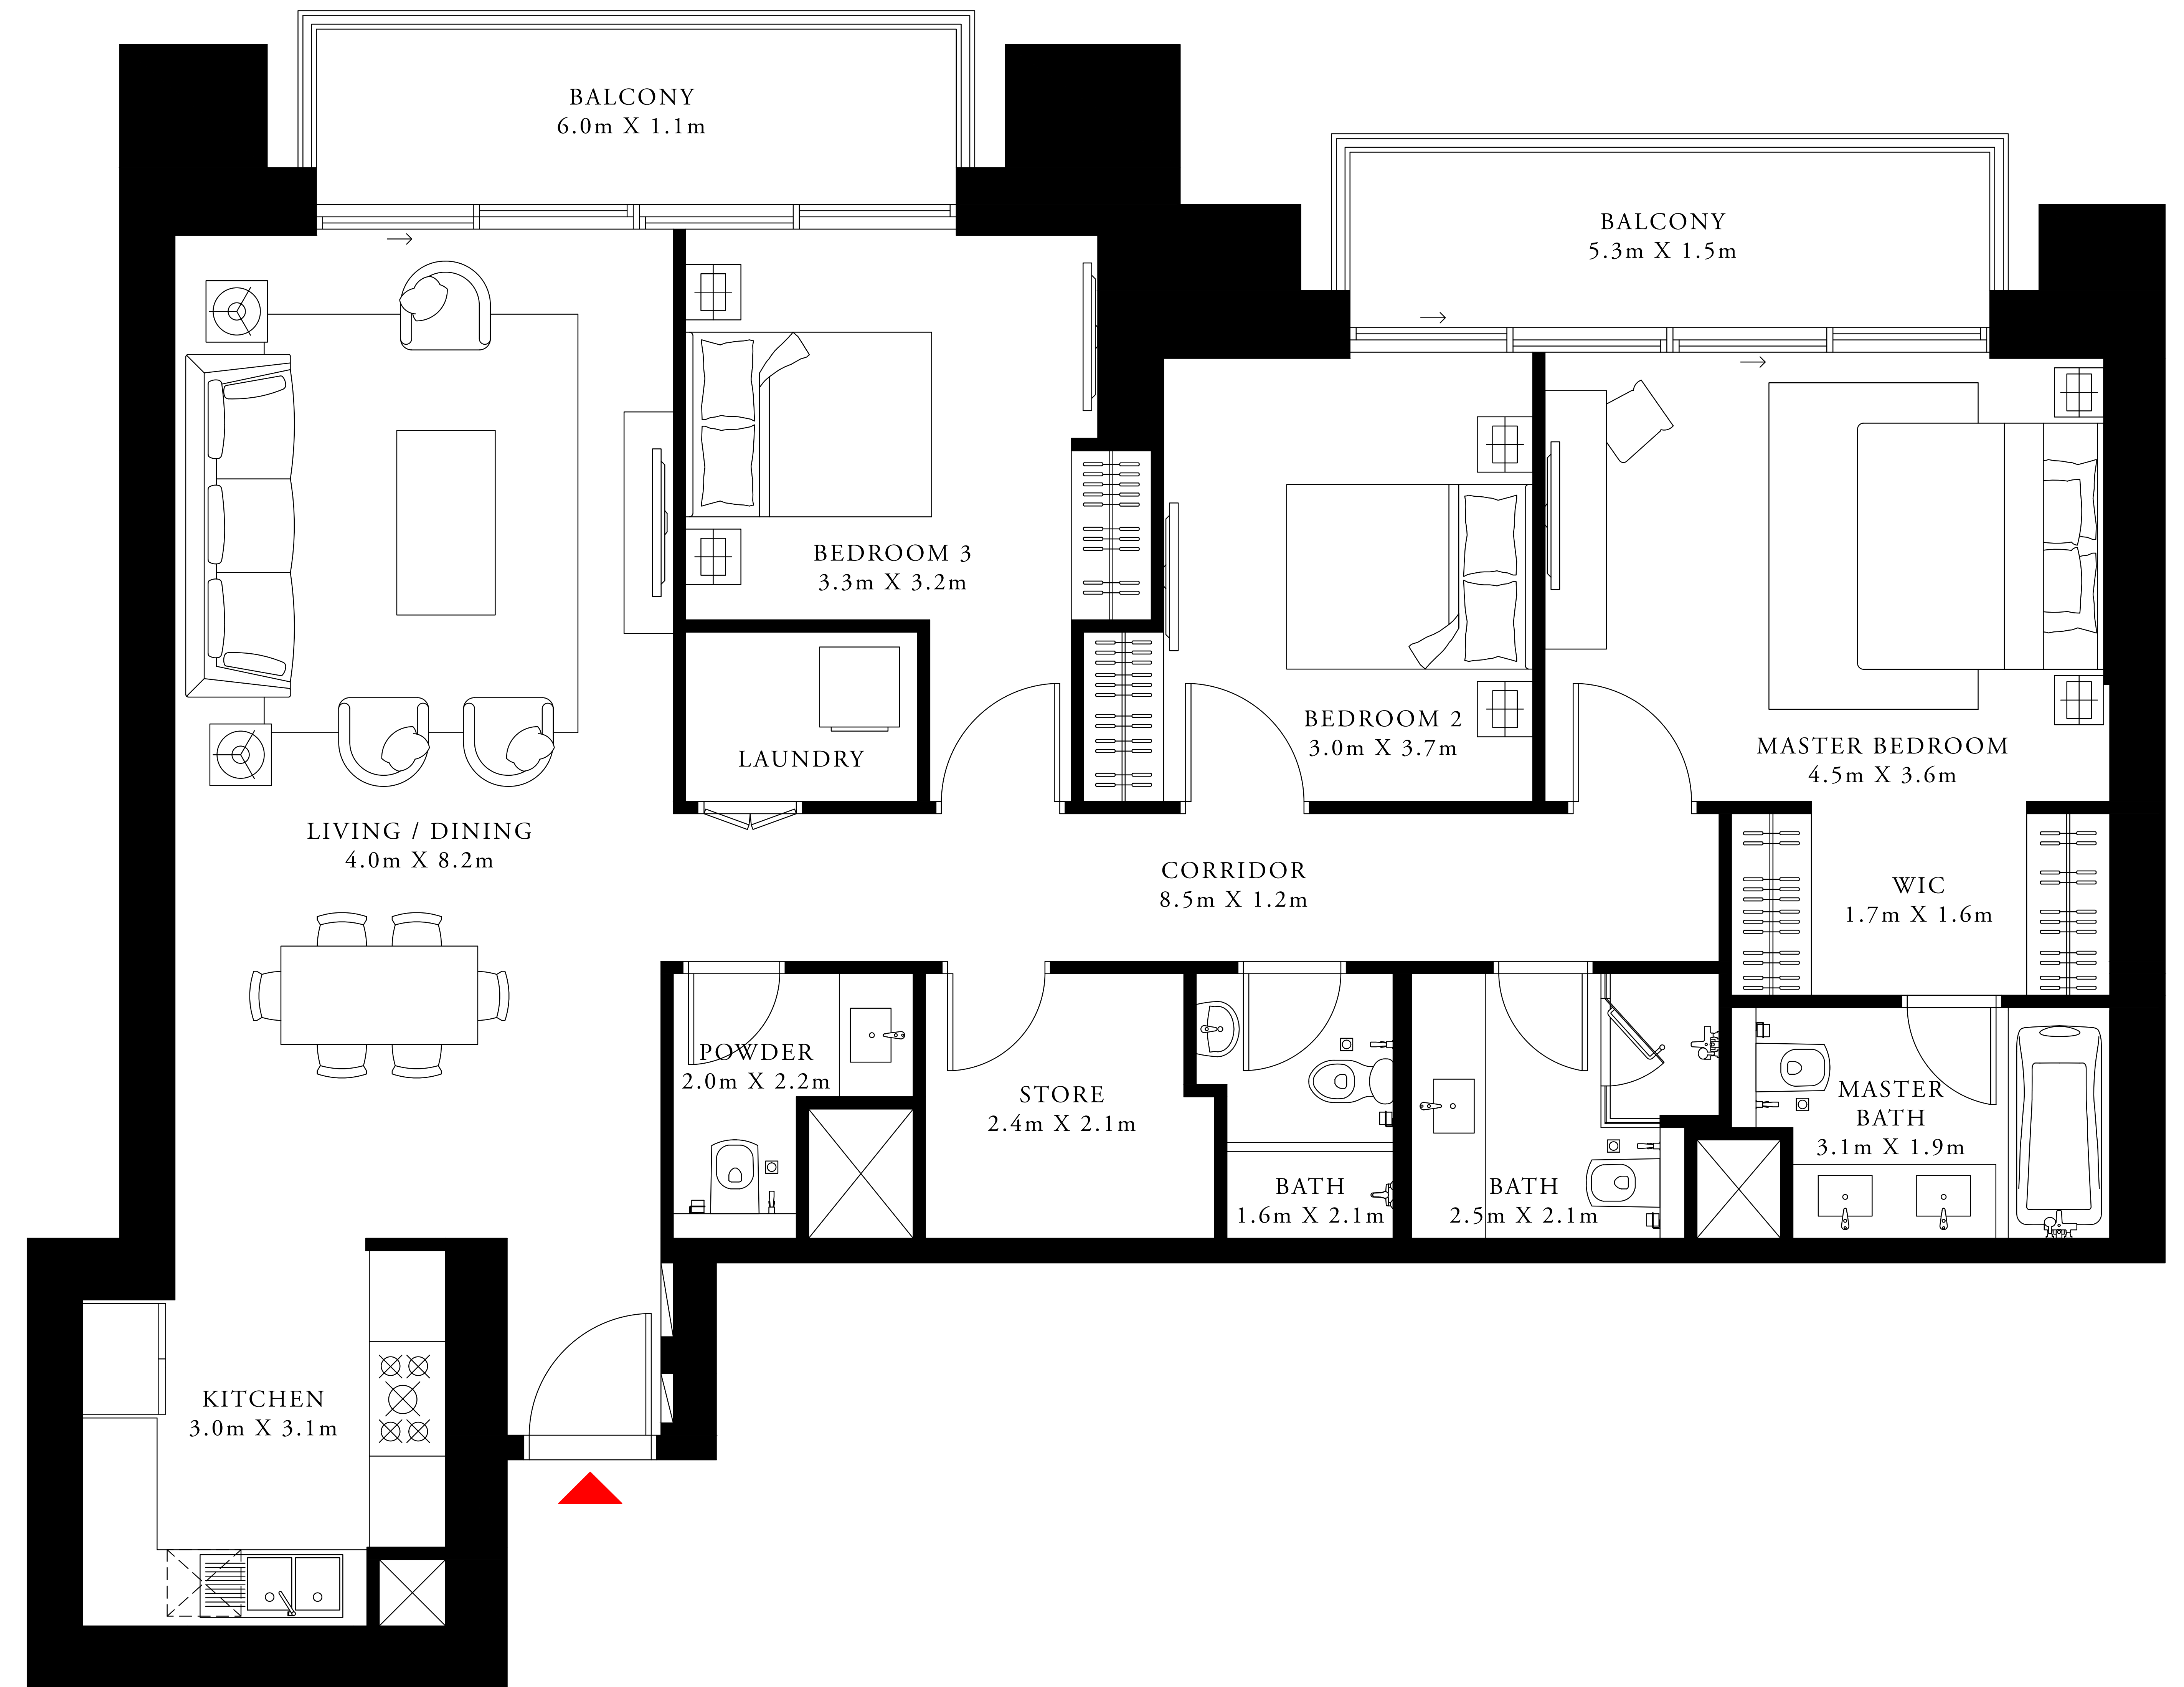 BALCONY
6.0m X 1.1m
BALCONY
5.3m X 1.5m
BEDROOM 3
3.3m X 3.2m
BEDROOM 2
3.0m X 3.7m
MASTER BEDROOM
4.5m X 3.6m
LAUNDRY
LIVING / DINING
4.0m X 8.2m
CORRIDOR
8.5m X 1.2m
WIC
1.7m X 1.6m
POWDER
2.0m X 2.2m
STORE
2.4m X 2.1m
BATH
1.6m X 2.1m
BATH
2.5m X 2.1m
MASTER
BATH
3.1m X 1.9m
KITCHEN
3.0m X 3.1m